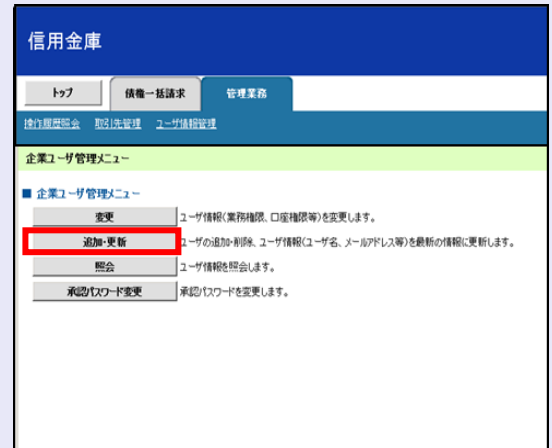 信用金庫
トップ 債権一括請求 管理業務
操作履歴照会 取引先管理 ユーザ情報管理
企業ユーザ管理メニュー
■ 企業ユーザ管理メニュー
変更 ユーザ情報(業務権限、口座権限等)を変更します。
追加・更新 ユーザの追加・削除、ユーザ情報(ユーザ名、メールアドレス等)を最新の情報に更新します。
照会 ユーザ情報を照会します。
承認パスワード変更 承認パスワードを変更します。